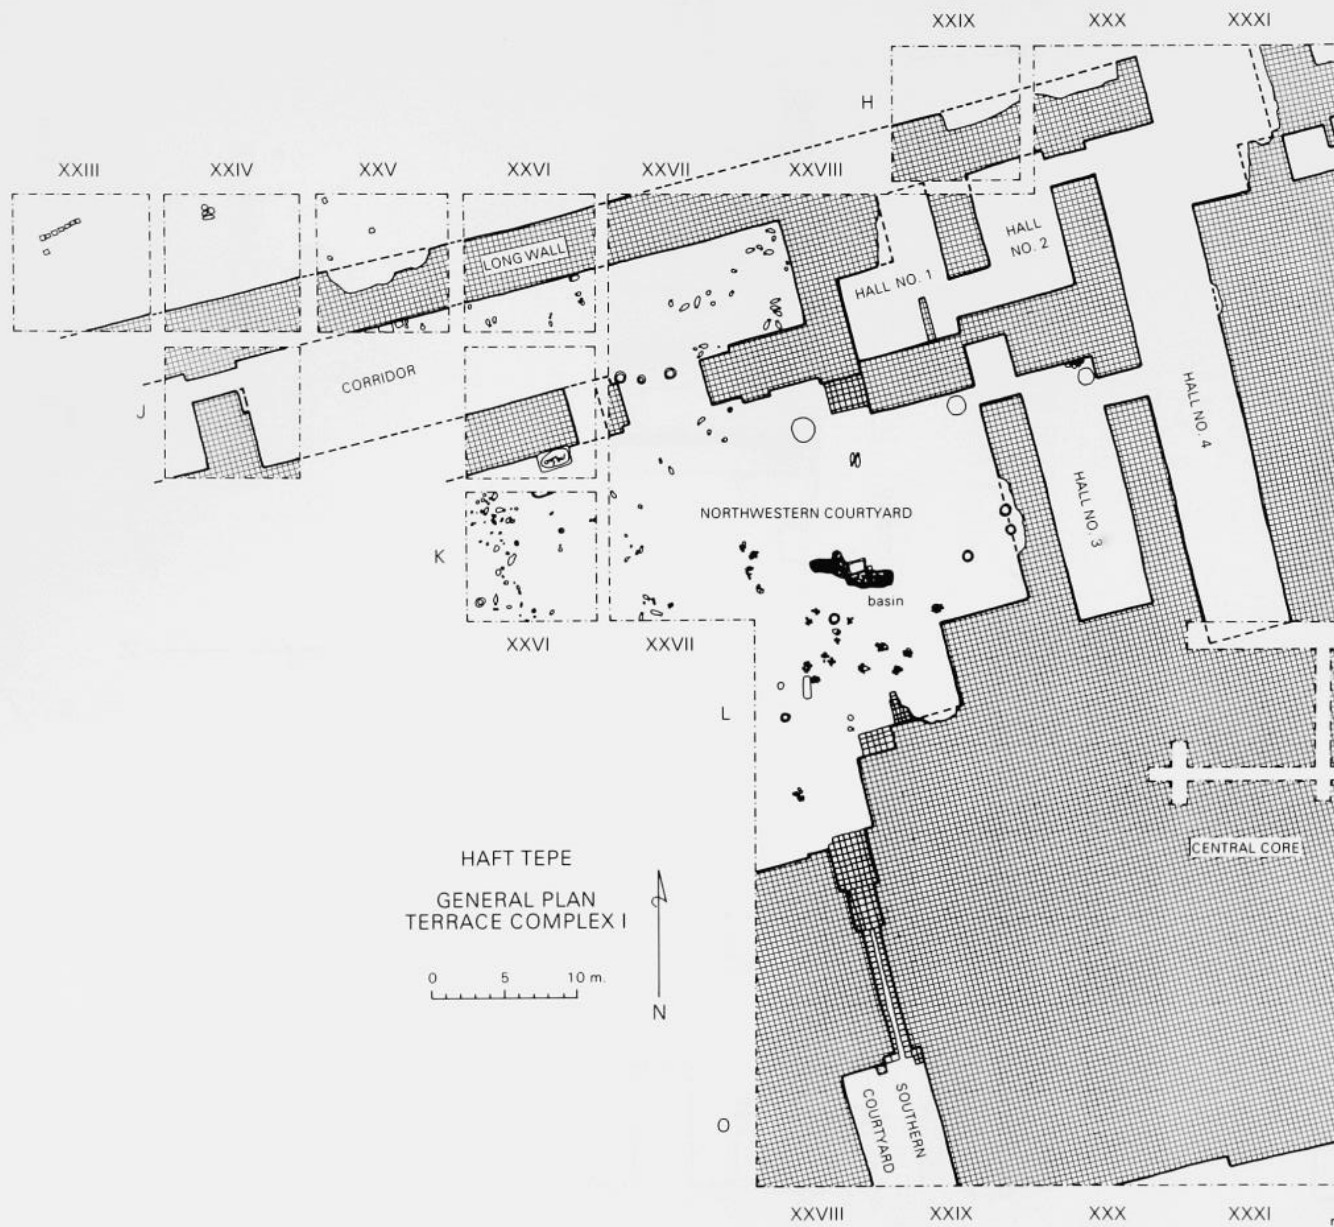 XXIX XXX XXXI
H
XXIII XXIV XXV XXVI XXVII XXVIII
LONG WALL
HALL
NO. 2
HALL NO. 1
CORRIDOR
J
HALL NO. 4
NORTHWESTERN COURTYARD
HALL NO. 3
K
basin
XXVI XXVII
L
CENTRAL CORE
HAFT TEPE
GENERAL PLAN
TERRACE COMPLEX I
0 5 10 m.
N
SOUTHERN
COURTYARD
O
XXVIII XXIX XXX XXXI